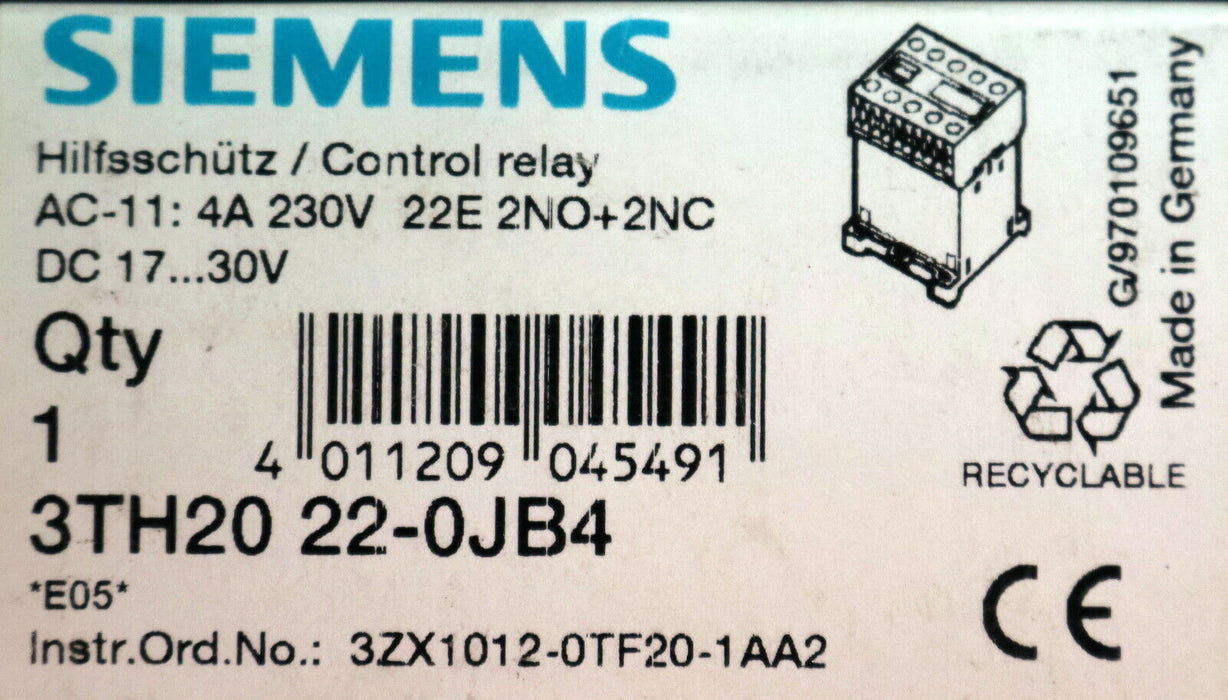 SIEMENS
Hilfsschütz / Control relay
AC-11: 4A 230V 22E 2NO+2NC
DC 17...30V
Qty
1
4 011209 045491
3TH20 22-0JB4
*E05*
Instr.Ord.No.: 3ZX1012-0TF20-1AA2
G/970109651
Made in Germany
RECYCLABLE
CE